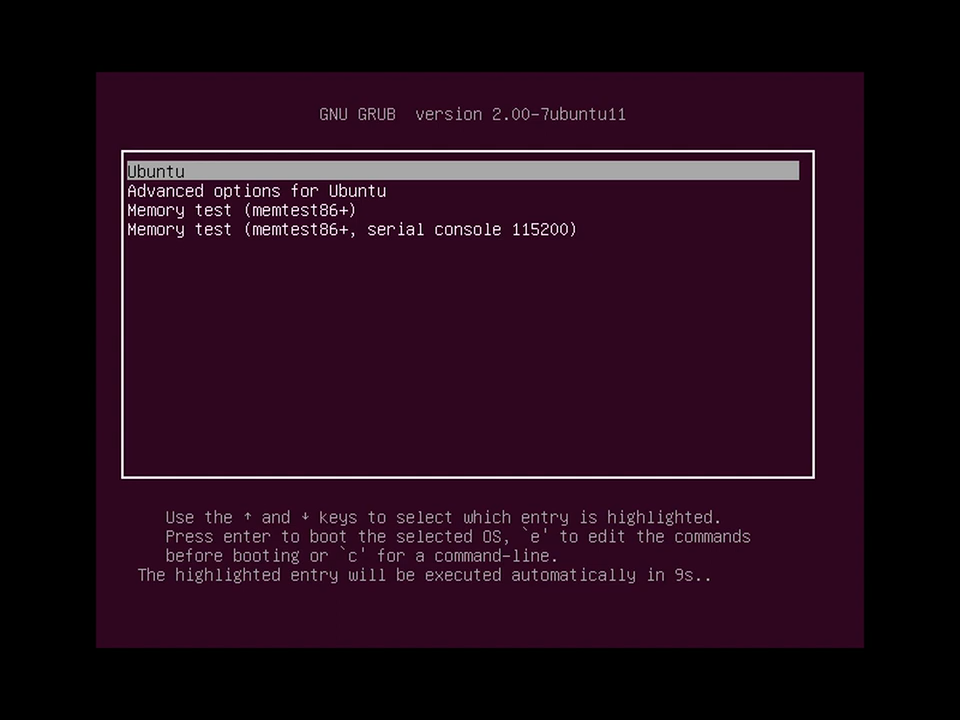 GNU GRUB  version 2.00-7ubuntu11
Ubuntu
Advanced options for Ubuntu
Memory test (memtest86+)
Memory test (memtest86+, serial console 115200)
Use the ↑ and ↓ keys to select which entry is highlighted.
Press enter to boot the selected OS, `e' to edit the commands
before booting or `c' for a command-line.
The highlighted entry will be executed automatically in 9s..